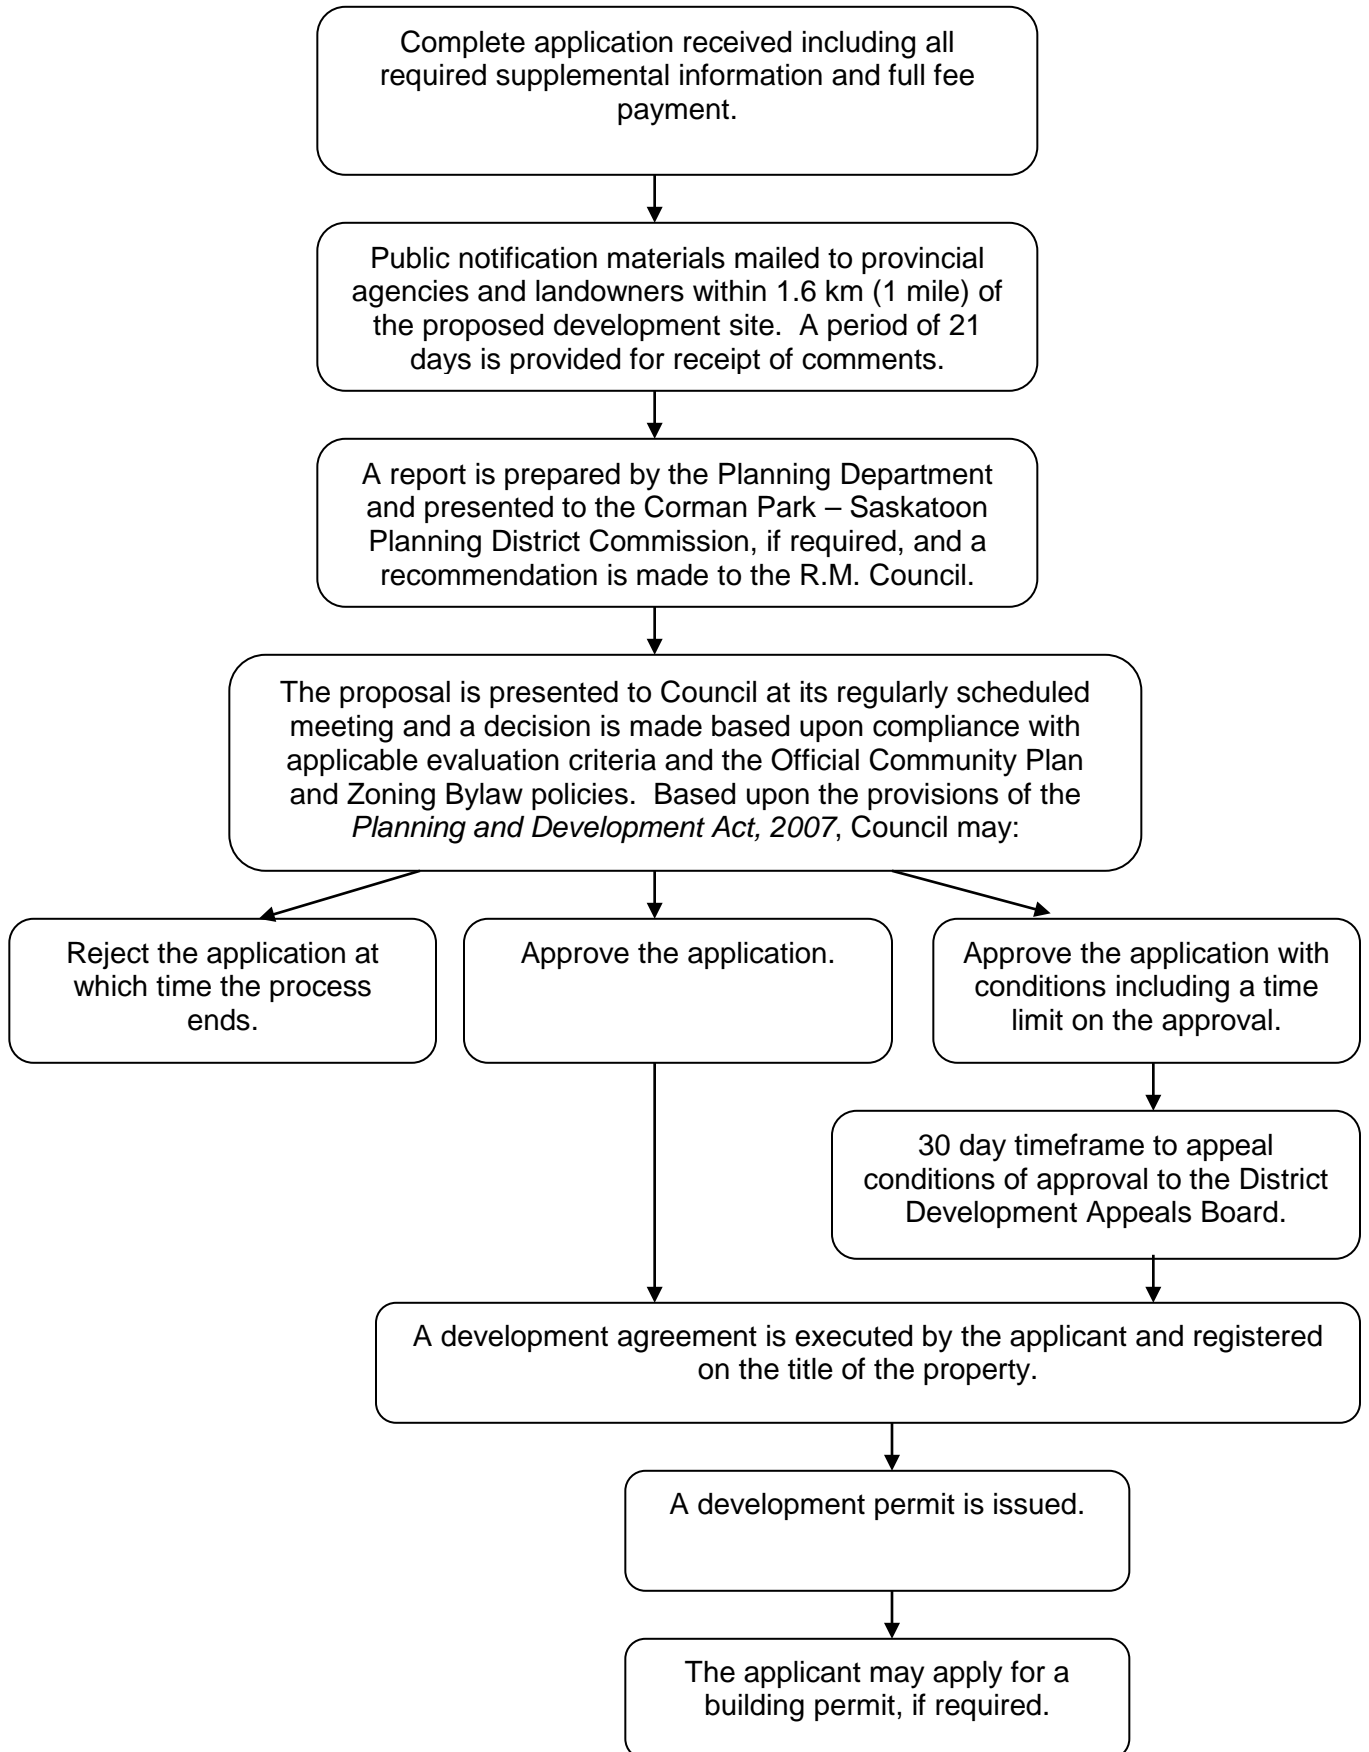 Complete application received including all
required supplemental information and full fee
payment.
Public notification materials mailed to provincial
agencies and landowners within 1.6 km (1 mile) of
the proposed development site.  A period of 21
days is provided for receipt of comments.
A report is prepared by the Planning Department
and presented to the Corman Park – Saskatoon
Planning District Commission, if required, and a
recommendation is made to the R.M. Council.
The proposal is presented to Council at its regularly scheduled
meeting and a decision is made based upon compliance with
applicable evaluation criteria and the Official Community Plan
and Zoning Bylaw policies.  Based upon the provisions of the
Planning and Development Act, 2007, Council may:
Reject the application at
which time the process
ends.
Approve the application.
Approve the application with
conditions including a time
limit on the approval.
30 day timeframe to appeal
conditions of approval to the District
Development Appeals Board.
A development agreement is executed by the applicant and registered
on the title of the property.
A development permit is issued.
The applicant may apply for a
building permit, if required.